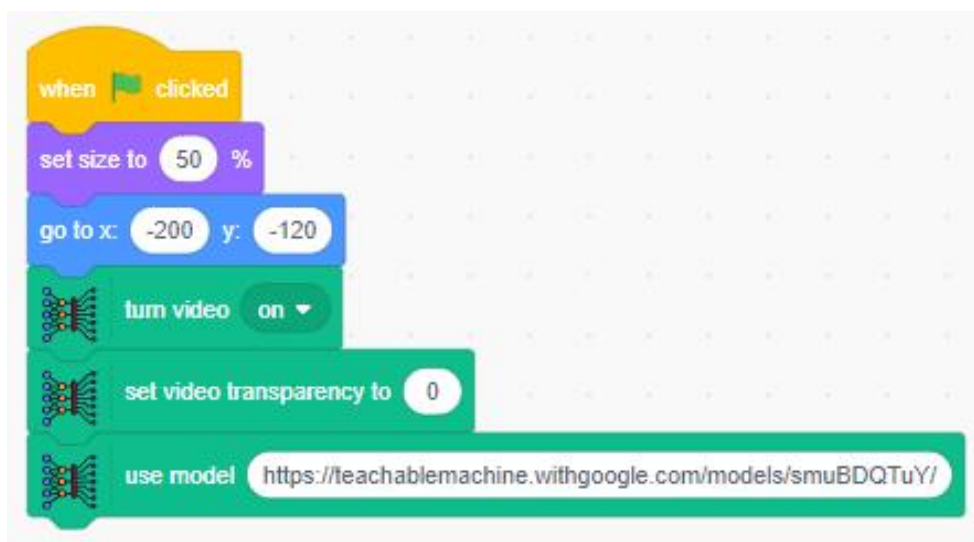 when clicked
set size to 50 %
go to x: -200 y: -120
turn video on
set video transparency to 0
use model https://teachablemachine.withgoogle.com/models/smuBDQTuY/